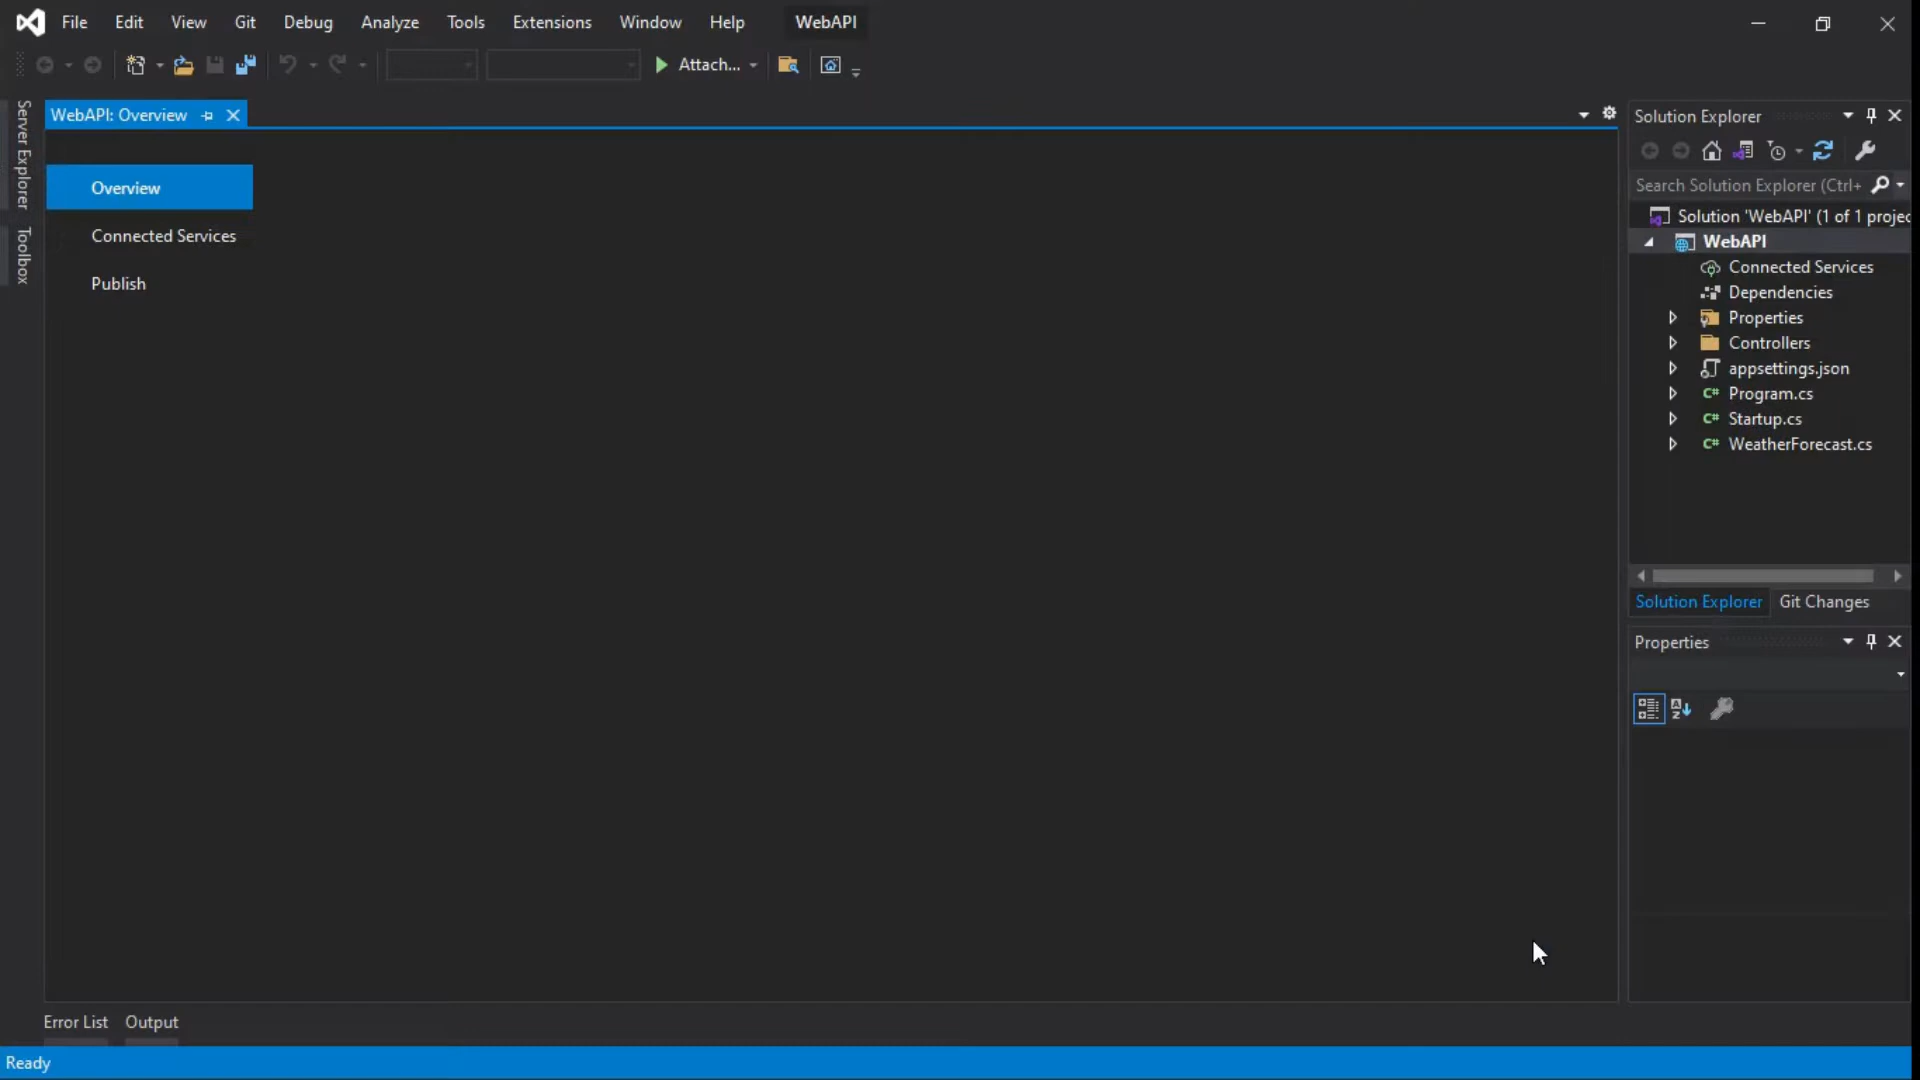 File Edit View Git Debug Analyze Tools Extensions Window Help WebAPI
Attach...
Server Explorer
Toolbox
WebAPI: Overview
Overview
Connected Services
Publish
Solution Explorer
Search Solution Explorer (Ctrl+
Solution 'WebAPI' (1 of 1 projec
WebAPI
Connected Services
Dependencies
Properties
Controllers
appsettings.json
C# Program.cs
C# Startup.cs
C# WeatherForecast.cs
Solution Explorer Git Changes
Properties
Error List Output
Ready